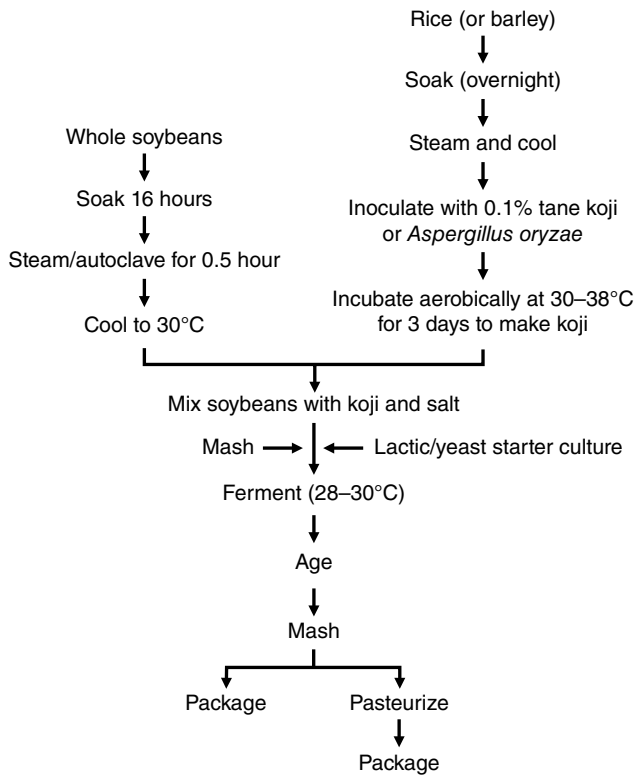 Rice (or barley)
Soak (overnight)
Steam and cool
Inoculate with 0.1% tane koji
or Aspergillus oryzae
Incubate aerobically at 30–38°C
for 3 days to make koji
Whole soybeans
Soak 16 hours
Steam/autoclave for 0.5 hour
Cool to 30°C
Mix soybeans with koji and salt
Mash
Lactic/yeast starter culture
Ferment (28–30°C)
Age
Mash
Package
Pasteurize
Package